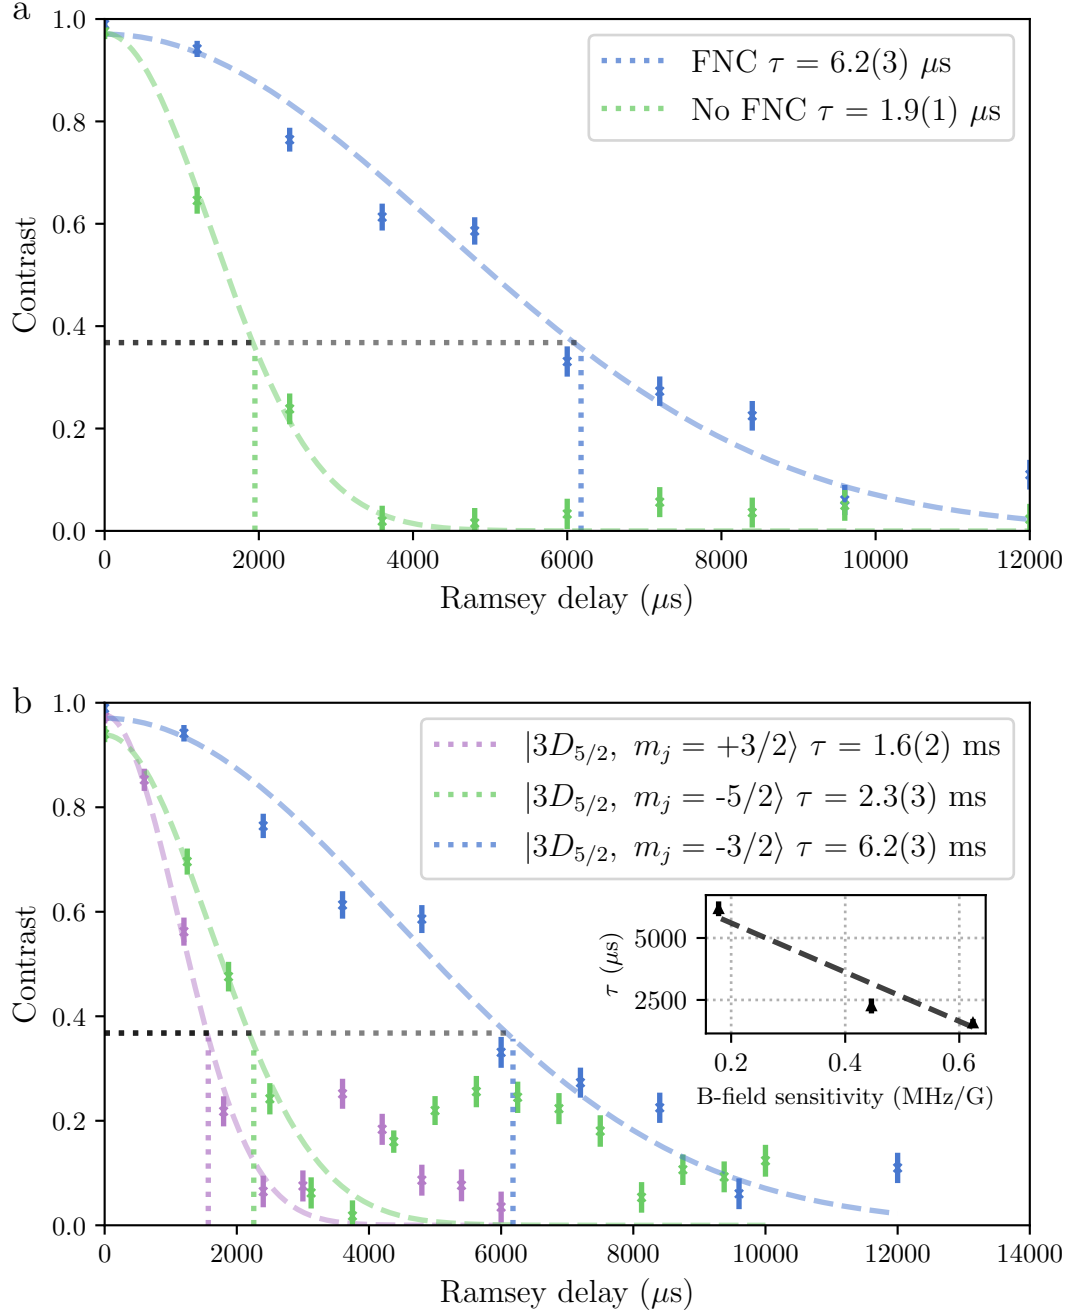 a
1.0
0.8
0.6
0.4
0.2
0.0
Contrast
FNC τ = 6.2(3) μs
No FNC τ = 1.9(1) μs
0 2000 4000 6000 8000 10000 12000
Ramsey delay (μs)
b
1.0
0.8
0.6
0.4
0.2
0.0
Contrast
|3D5/2, mj = +3/2⟩ τ = 1.6(2) ms
|3D5/2, mj = -5/2⟩ τ = 2.3(3) ms
|3D5/2, mj = -3/2⟩ τ = 6.2(3) ms
5000
2500
τ (μs)
0.2 0.4 0.6
B-field sensitivity (MHz/G)
0 2000 4000 6000 8000 10000 12000 14000
Ramsey delay (μs)